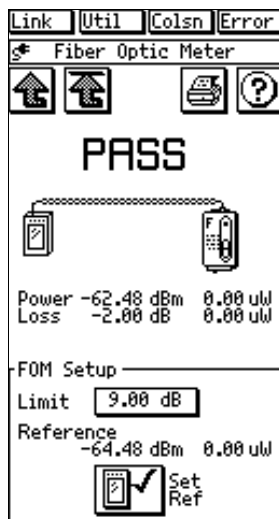 Link Util Colsn Error
Fiber Optic Meter
?
PASS
F
Power -62.48 dBm 0.00 uW
Loss -2.00 dB 0.00 uW
FOM Setup
Limit 9.00 dB
Reference
-64.48 dBm 0.00 uW
Set
Ref